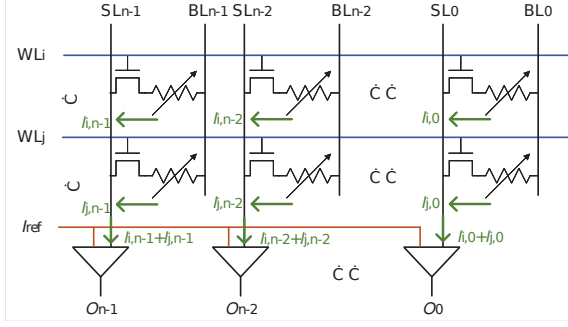 SLn-1 BLn-1 SLn-2 BLn-2 SL0 BL0
WLi
Ċ Ċ Ċ
Ii,n-1 Ii,n-2 Ii,0
WLj
Ċ Ċ Ċ
Ij,n-1 Ij,n-2 Ij,0
Iref
Ii,n-1+Ij,n-1 Ii,n-2+Ij,n-2 Ii,0+Ij,0
Ċ Ċ
On-1 On-2 O0